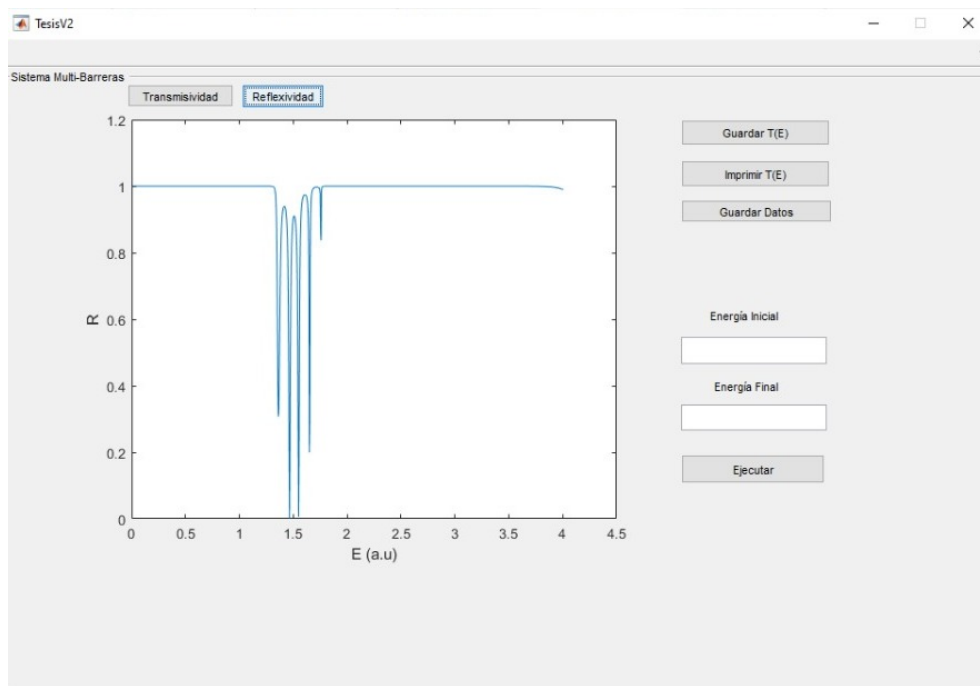 TesisV2
Sistema Multi-Barreras
Transmisividad
Reflexividad
1.2
1
0.8
0.6
0.4
0.2
0
R
0 0.5 1 1.5 2 2.5 3 3.5 4 4.5
E (a.u)
Guardar T(E)
Imprimir T(E)
Guardar Datos
Energía Inicial
Energía Final
Ejecutar